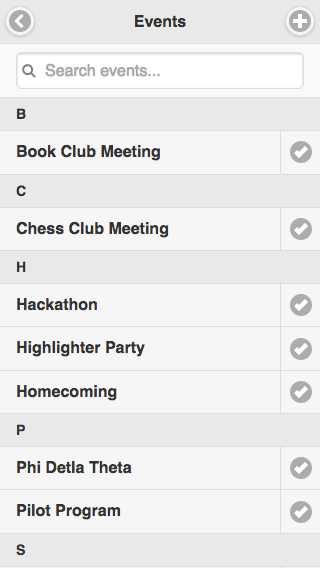 Events
Search events...
B
Book Club Meeting
C
Chess Club Meeting
H
Hackathon
Highlighter Party
Homecoming
P
Phi Detla Theta
Pilot Program
S